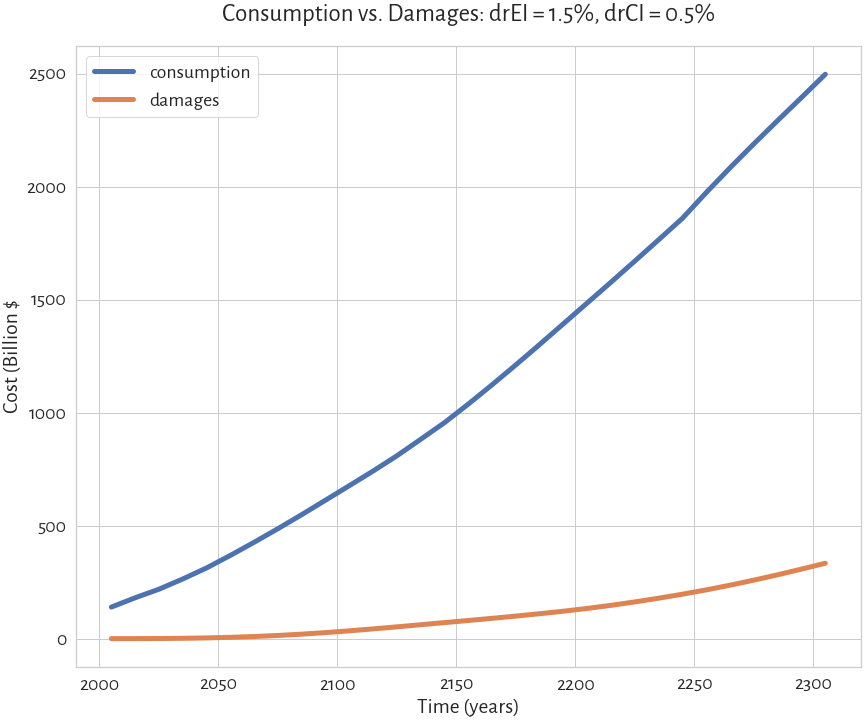 Consumption vs. Damages: drEI = 1.5%, drCI = 0.5%
consumption
damages
2500
2000
1500
1000
500
0
Cost (Billion $
2000 2050 2100 2150 2200 2250 2300
Time (years)